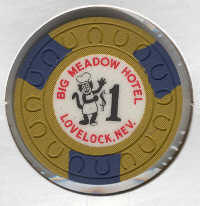 BIG MEADOW HOTEL
1
LOVELOCK, NEV.